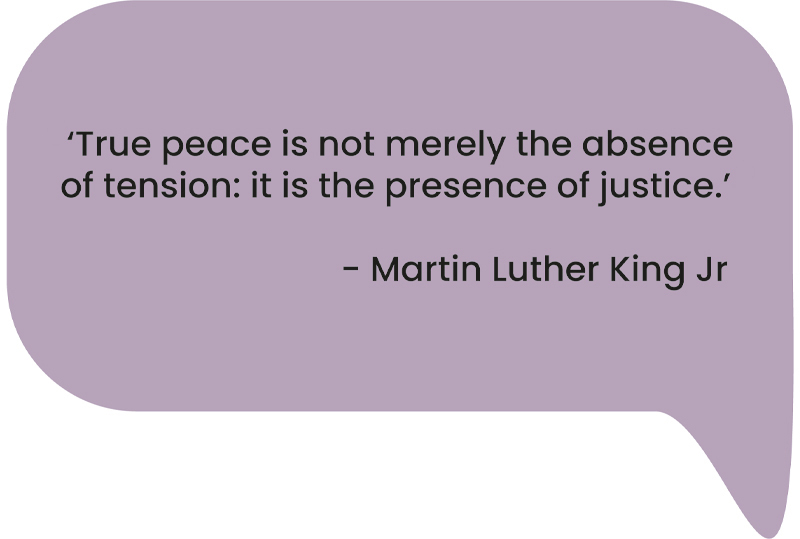 ‘True peace is not merely the absence
of tension: it is the presence of justice.’
- Martin Luther King Jr